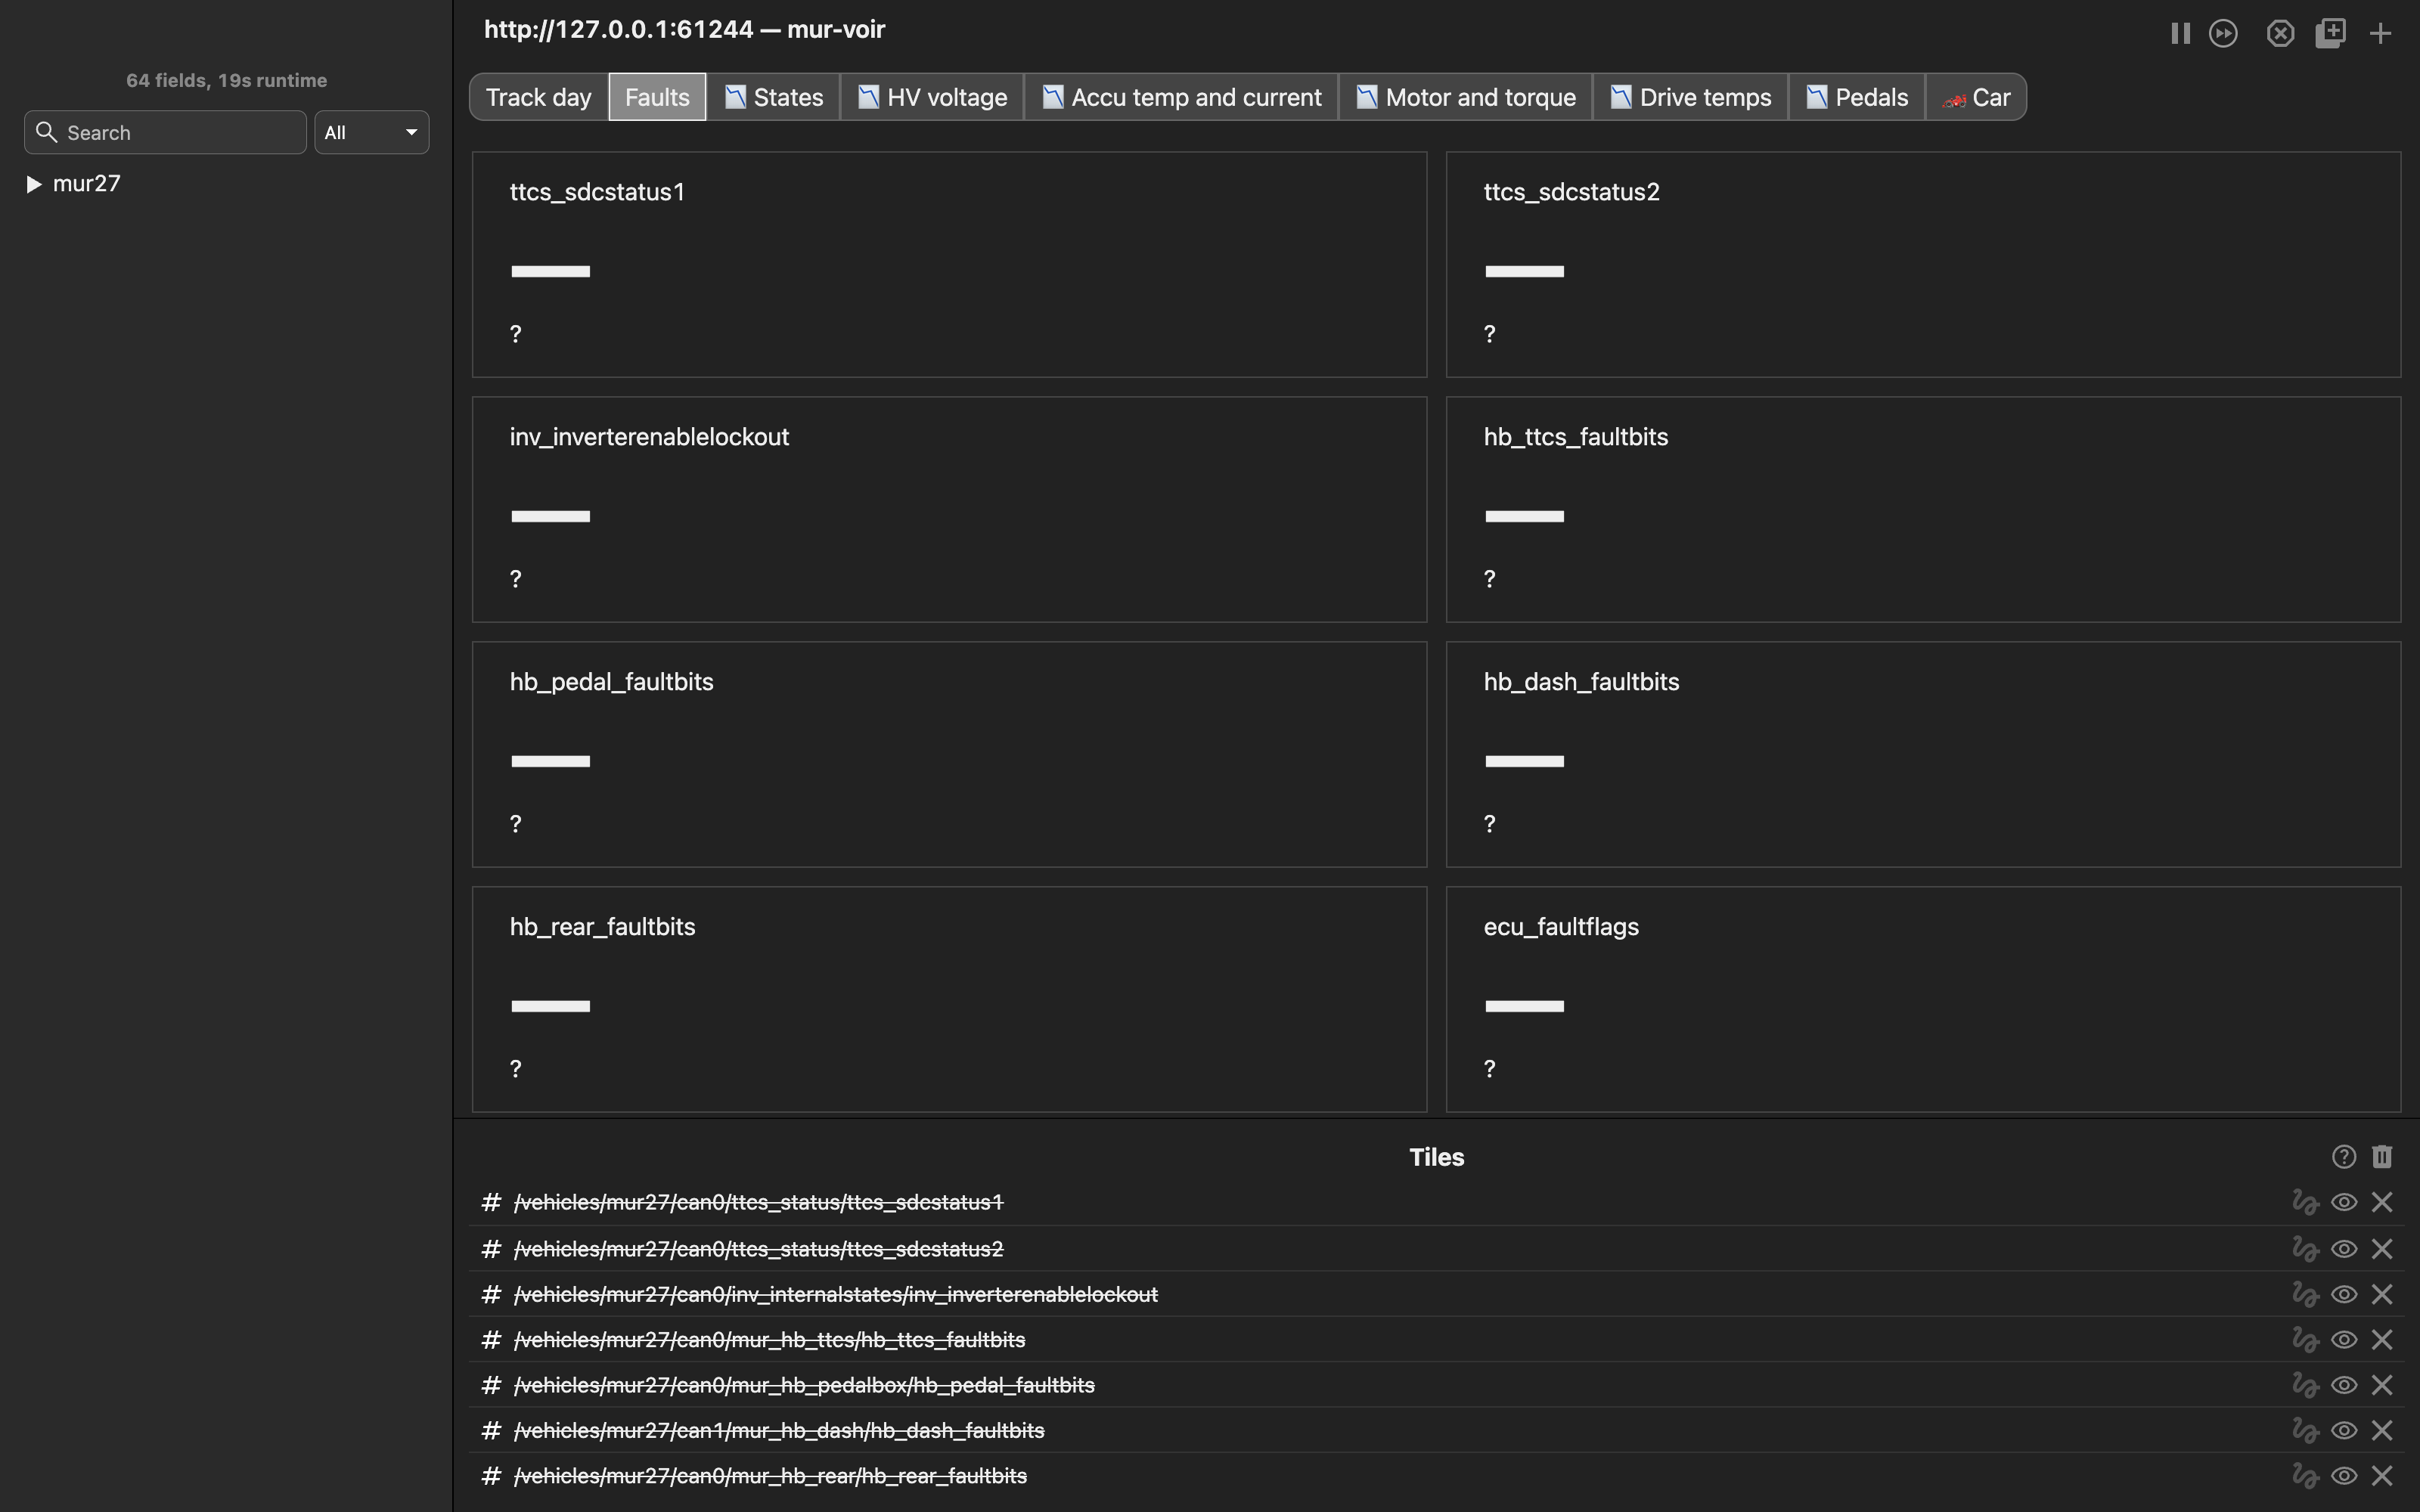 http://127.0.0.1:61244 — mur-voir
64 fields, 19s runtime
Search
All
mur27
Track day
Faults
States
HV voltage
Accu temp and current
Motor and torque
Drive temps
Pedals
Car
ttcs_sdcstatus1
?
ttcs_sdcstatus2
?
inv_inverterenablelockout
?
hb_ttcs_faultbits
?
hb_pedal_faultbits
?
hb_dash_faultbits
?
hb_rear_faultbits
?
ecu_faultflags
?
Tiles
# /vehicles/mur27/can0/ttcs_status/ttcs_sdcstatus1
# /vehicles/mur27/can0/ttcs_status/ttcs_sdcstatus2
# /vehicles/mur27/can0/inv_internalstates/inv_inverterenablelockout
# /vehicles/mur27/can0/mur_hb_ttcs/hb_ttcs_faultbits
# /vehicles/mur27/can0/mur_hb_pedalbox/hb_pedal_faultbits
# /vehicles/mur27/can1/mur_hb_dash/hb_dash_faultbits
# /vehicles/mur27/can0/mur_hb_rear/hb_rear_faultbits